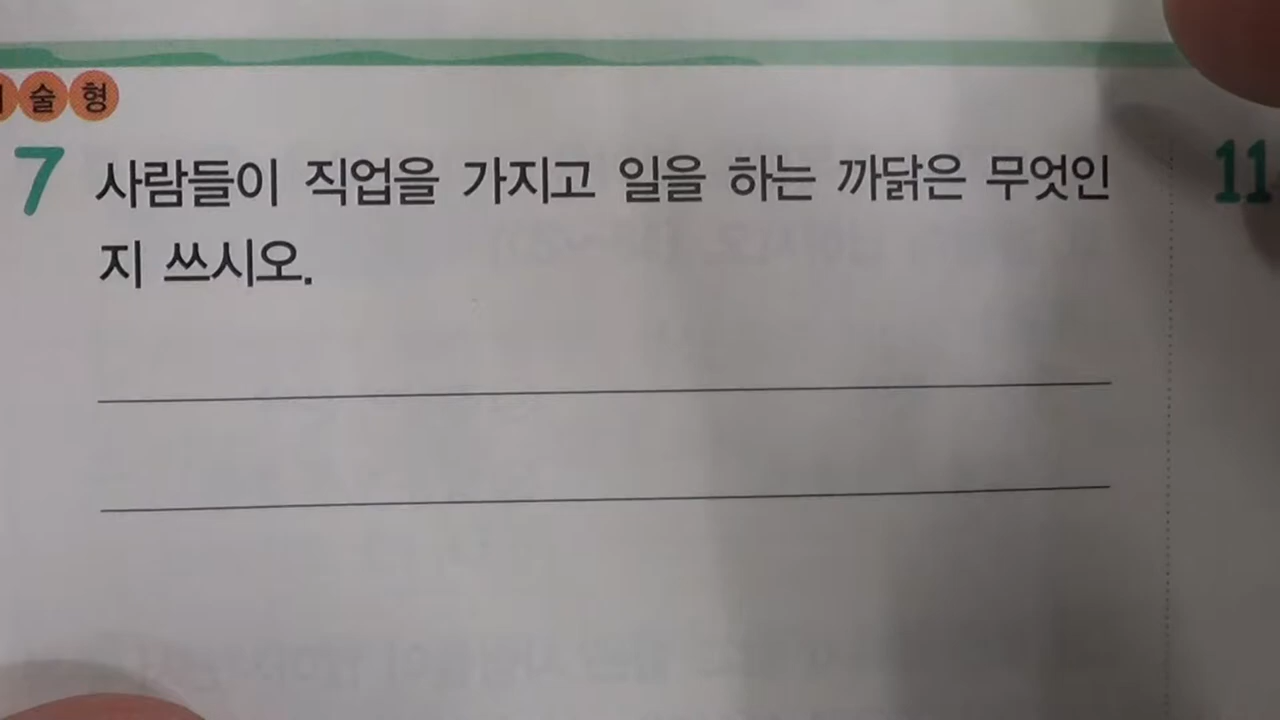 술형
7 사람들이 직업을 가지고 일을 하는 까닭은 무엇인
지 쓰시오.
11